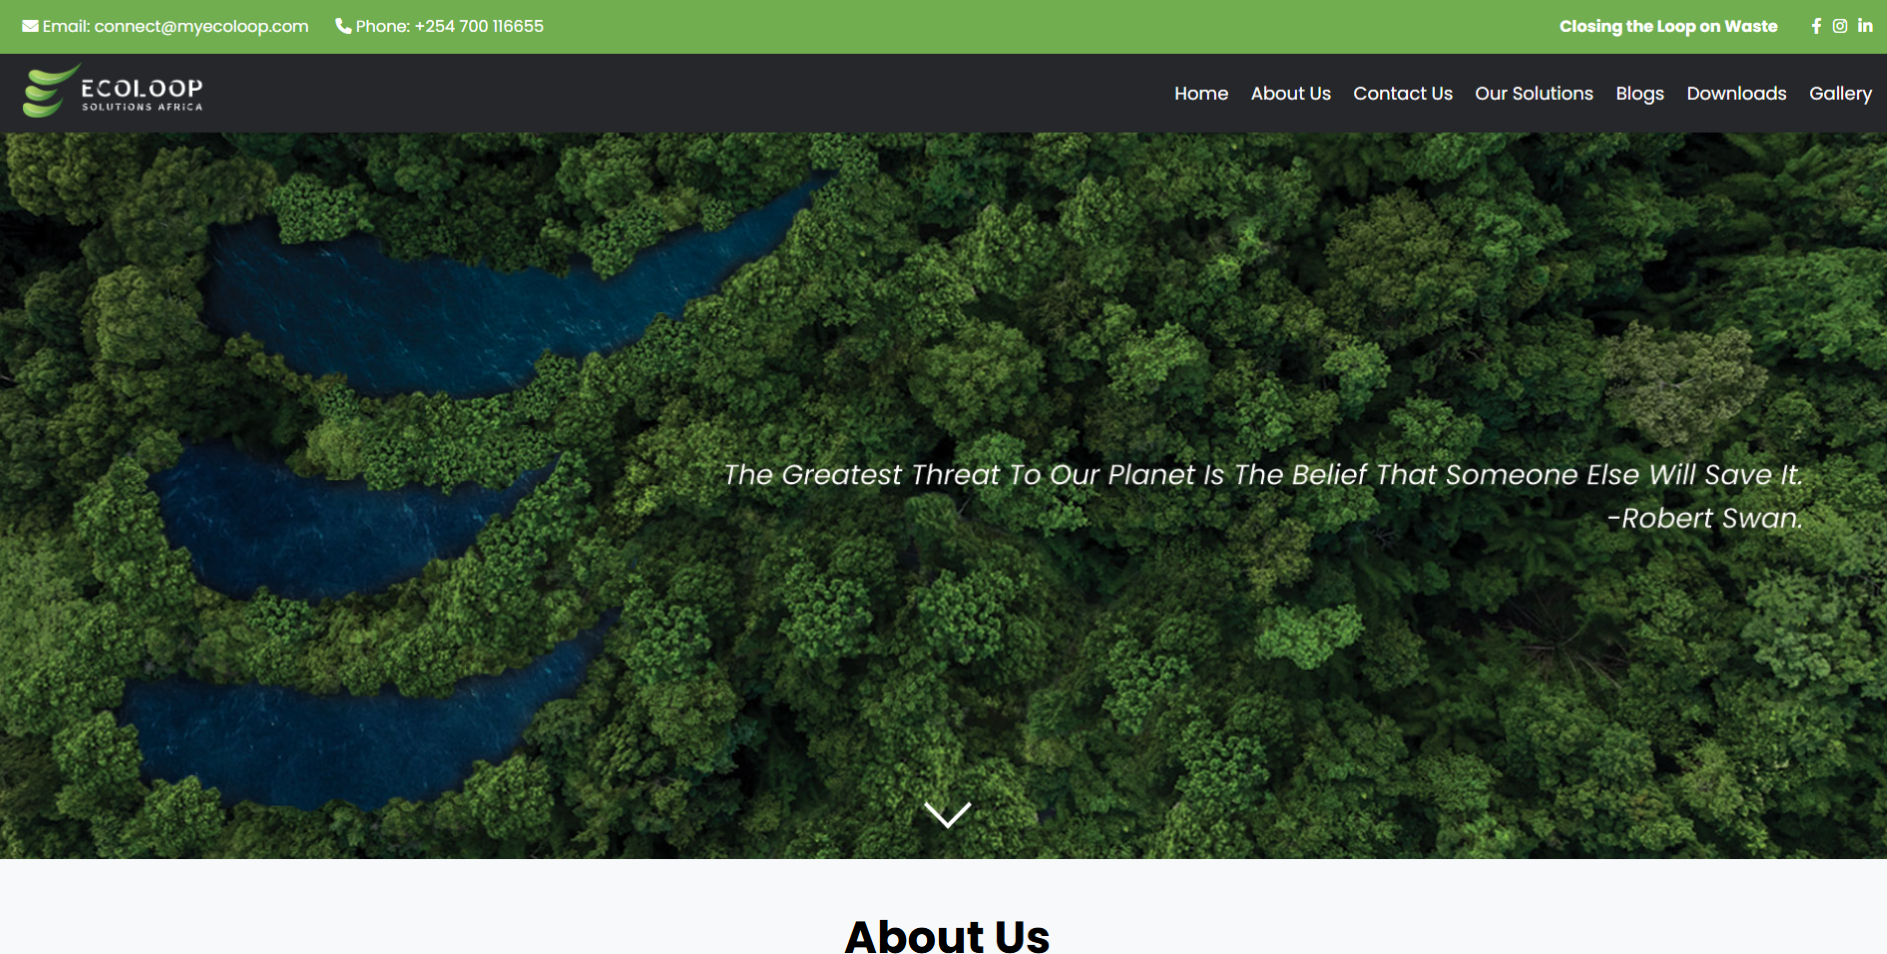 Email: connect@myecoloop.com Phone: +254 700 116655 Closing the Loop on Waste
ECOLOOP
SOLUTIONS AFRICA
Home About Us Contact Us Our Solutions Blogs Downloads Gallery
The Greatest Threat To Our Planet Is The Belief That Someone Else Will Save It.
-Robert Swan.
About Us